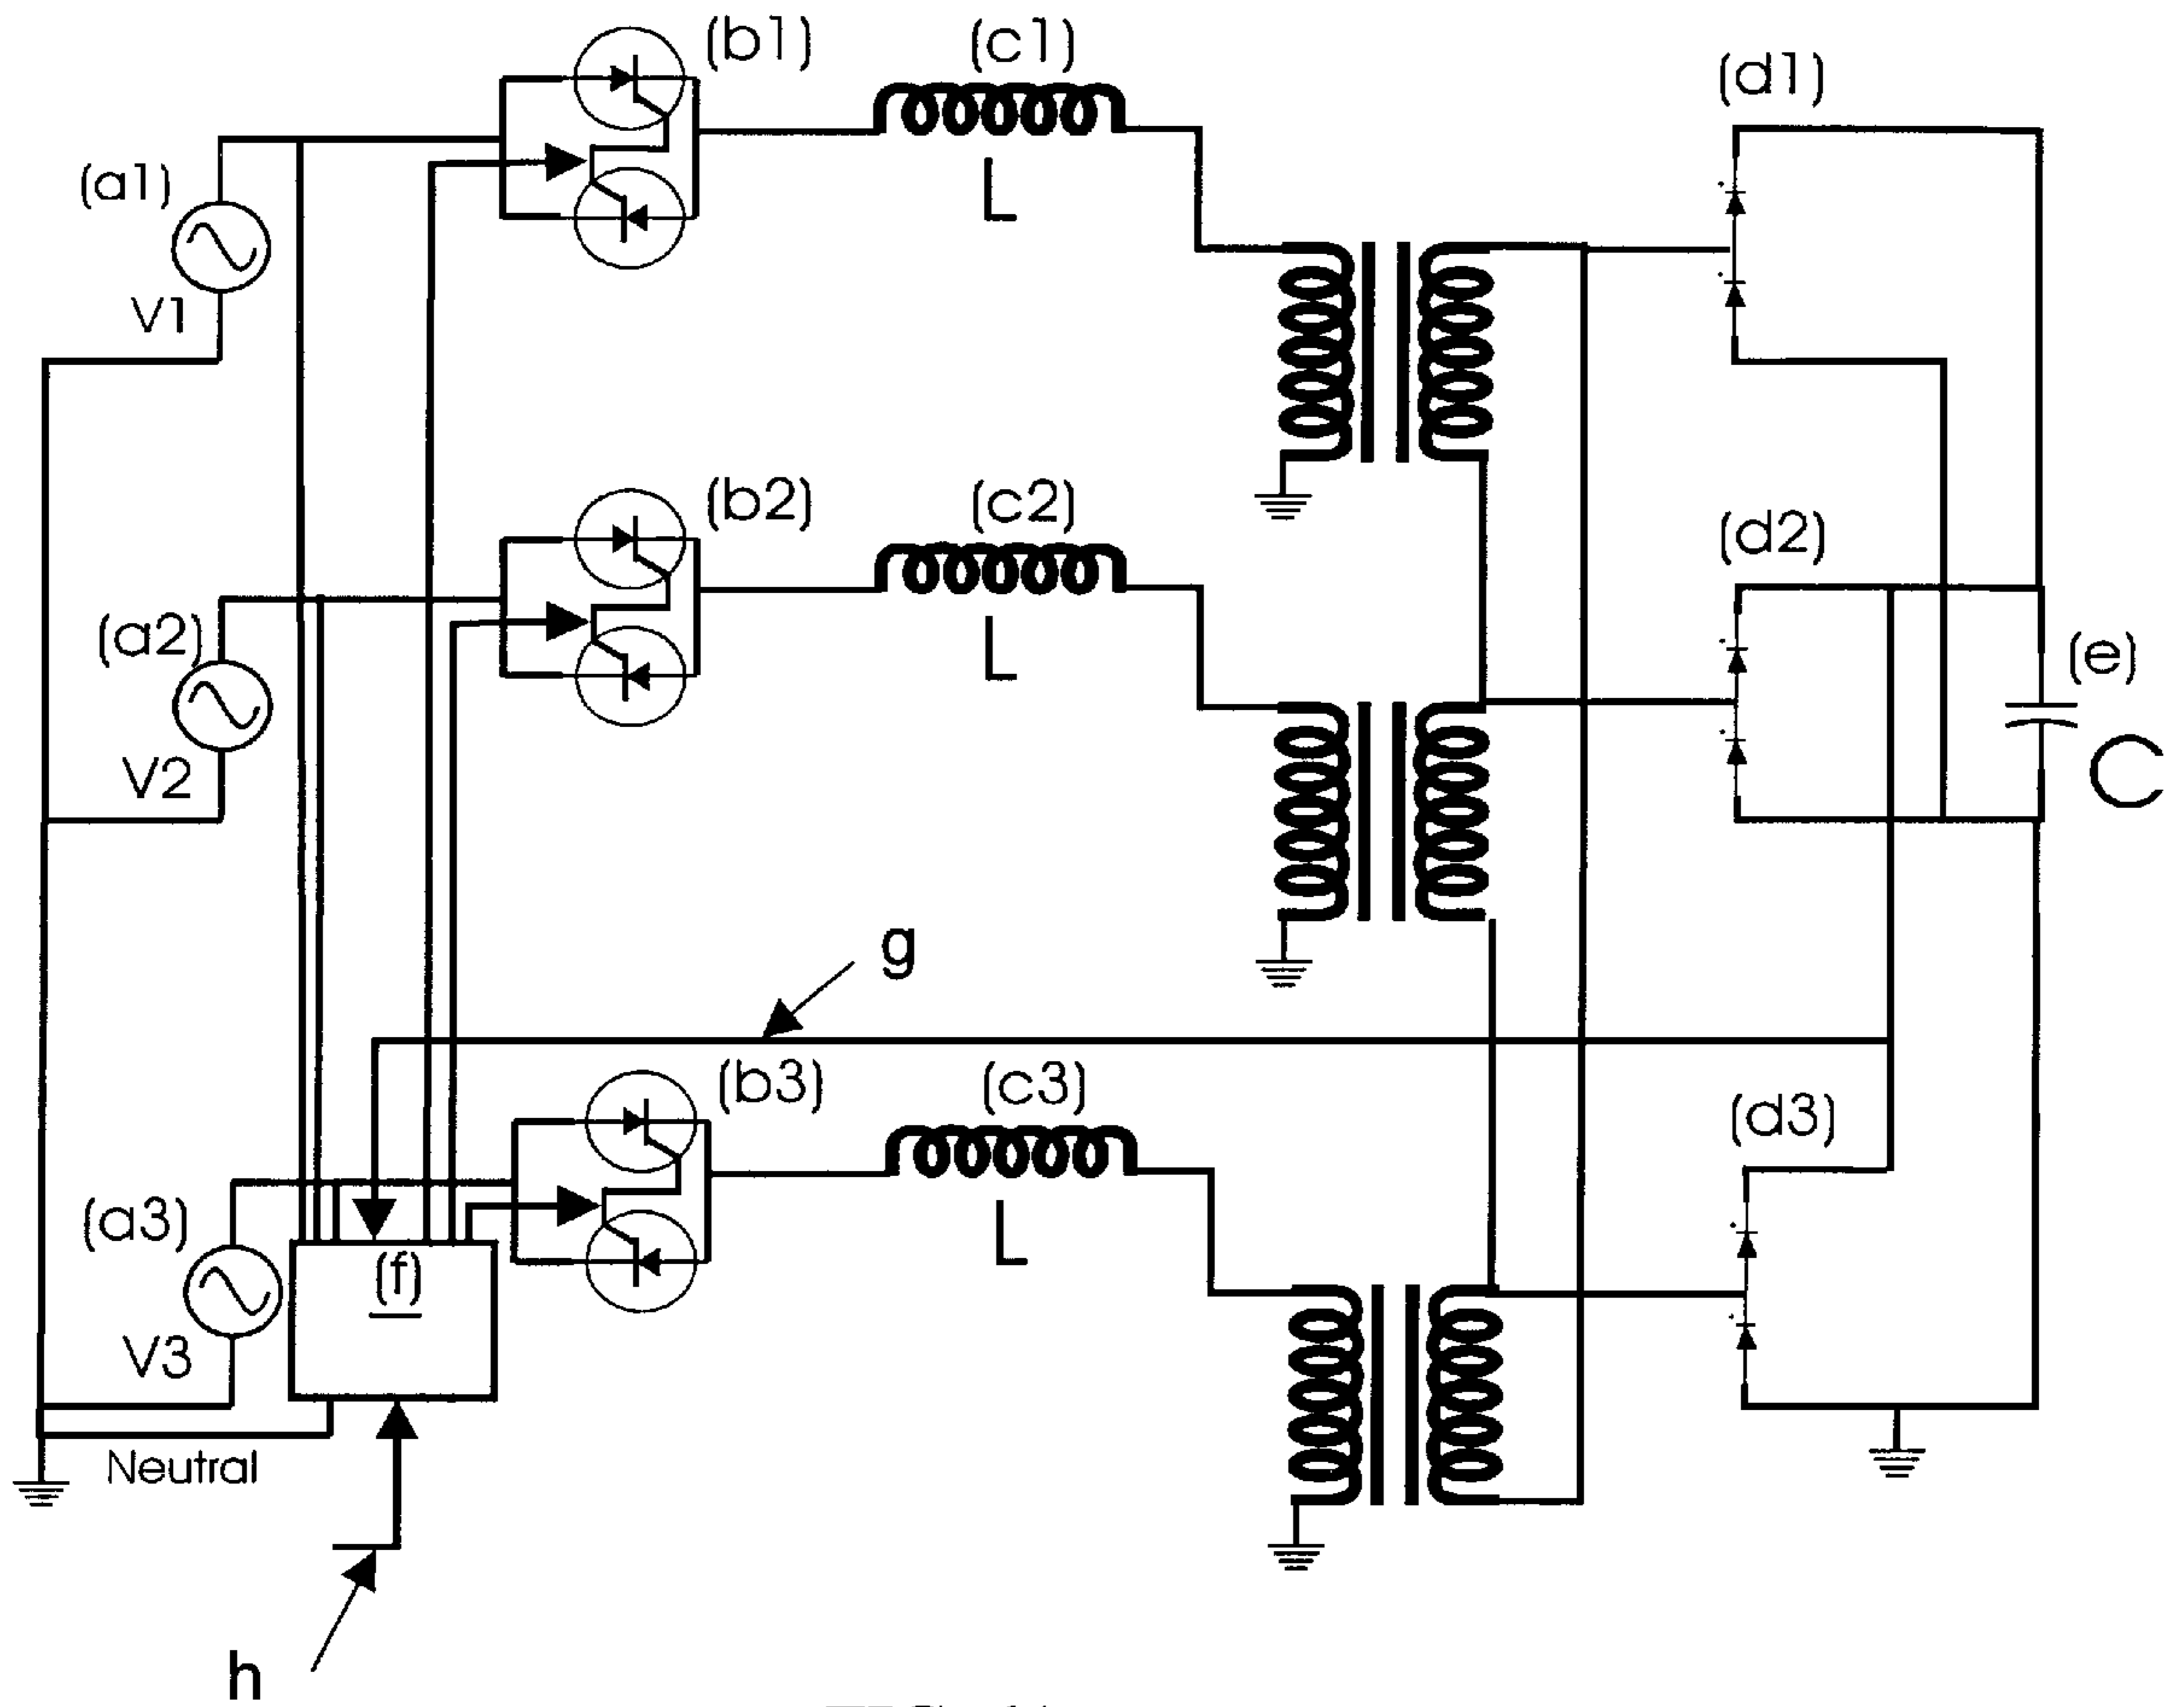 (b1)
(c1)
(d1)
(a1)
L
V1
(b2)
(c2)
(d2)
(a2)
L
(e)
V2
C
g
(b3)
(c3)
(d3)
(a3)
L
(f)
V3
Neutral
h